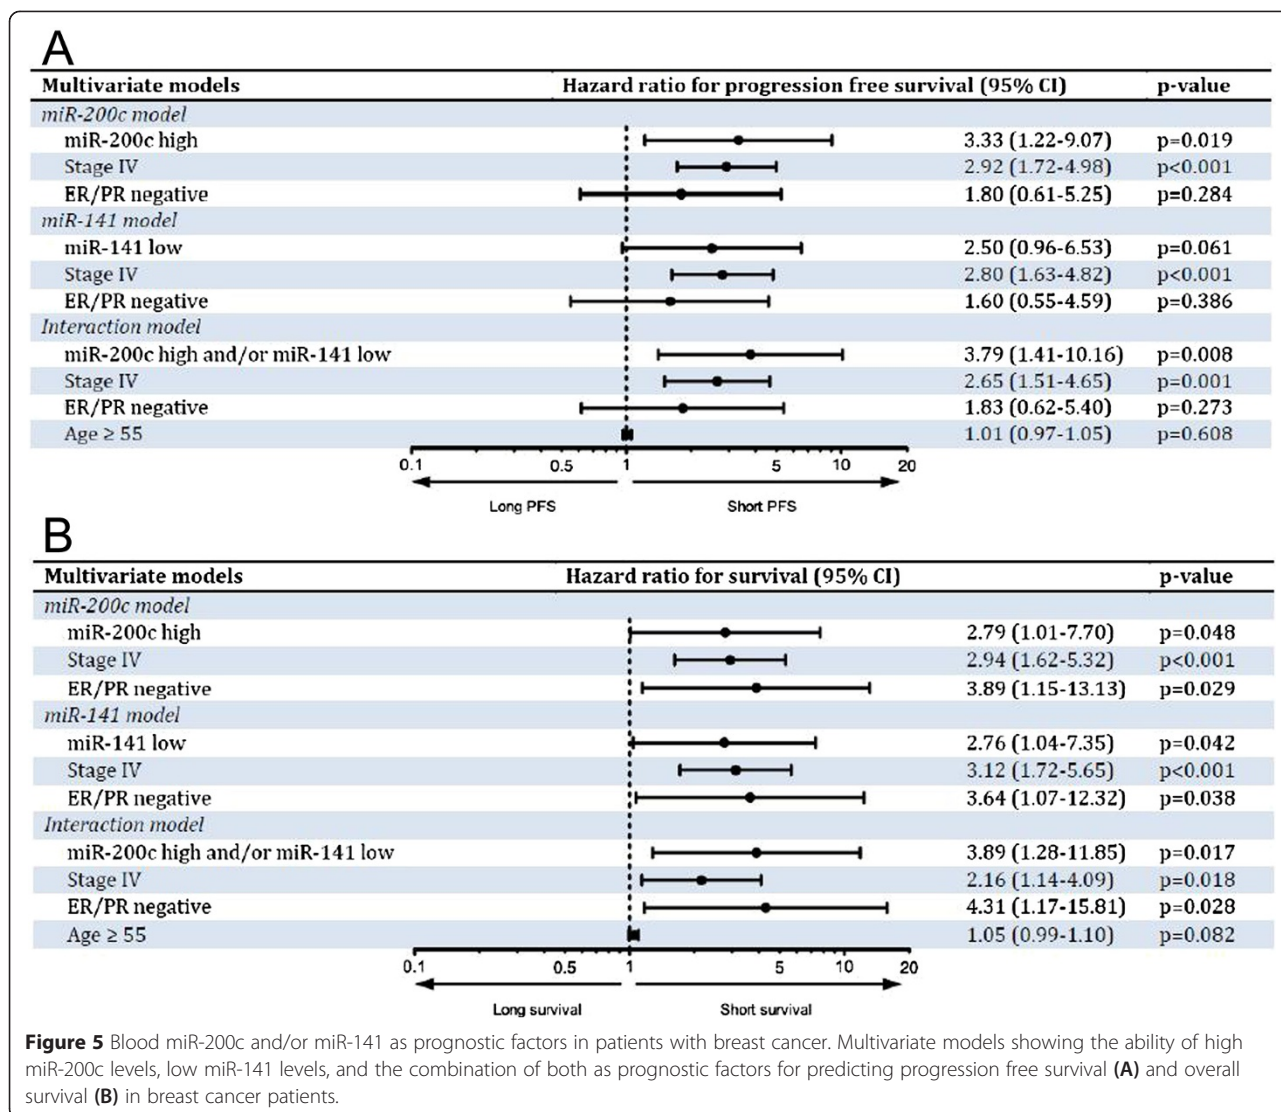 A
Multivariate models Hazard ratio for progression free survival (95% CI) p-value
miR-200c model
miR-200c high 3.33 (1.22-9.07) p=0.019
Stage IV 2.92 (1.72-4.98) p<0.001
ER/PR negative 1.80 (0.61-5.25) p=0.284
miR-141 model
miR-141 low 2.50 (0.96-6.53) p=0.061
Stage IV 2.80 (1.63-4.82) p<0.001
ER/PR negative 1.60 (0.55-4.59) p=0.386
Interaction model
miR-200c high and/or miR-141 low 3.79 (1.41-10.16) p=0.008
Stage IV 2.65 (1.51-4.65) p=0.001
ER/PR negative 1.83 (0.62-5.40) p=0.273
Age ≥ 55 1.01 (0.97-1.05) p=0.608
0.1 0.5 1 5 10 20
Long PFS Short PFS
B
Multivariate models Hazard ratio for survival (95% CI) p-value
miR-200c model
miR-200c high 2.79 (1.01-7.70) p=0.048
Stage IV 2.94 (1.62-5.32) p<0.001
ER/PR negative 3.89 (1.15-13.13) p=0.029
miR-141 model
miR-141 low 2.76 (1.04-7.35) p=0.042
Stage IV 3.12 (1.72-5.65) p<0.001
ER/PR negative 3.64 (1.07-12.32) p=0.038
Interaction model
miR-200c high and/or miR-141 low 3.89 (1.28-11.85) p=0.017
Stage IV 2.16 (1.14-4.09) p=0.018
ER/PR negative 4.31 (1.17-15.81) p=0.028
Age ≥ 55 1.05 (0.99-1.10) p=0.082
0.1 0.5 1 5 10 20
Long survival Short survival
Figure 5 Blood miR-200c and/or miR-141 as prognostic factors in patients with breast cancer. Multivariate models showing the ability of high
miR-200c levels, low miR-141 levels, and the combination of both as prognostic factors for predicting progression free survival (A) and overall
survival (B) in breast cancer patients.